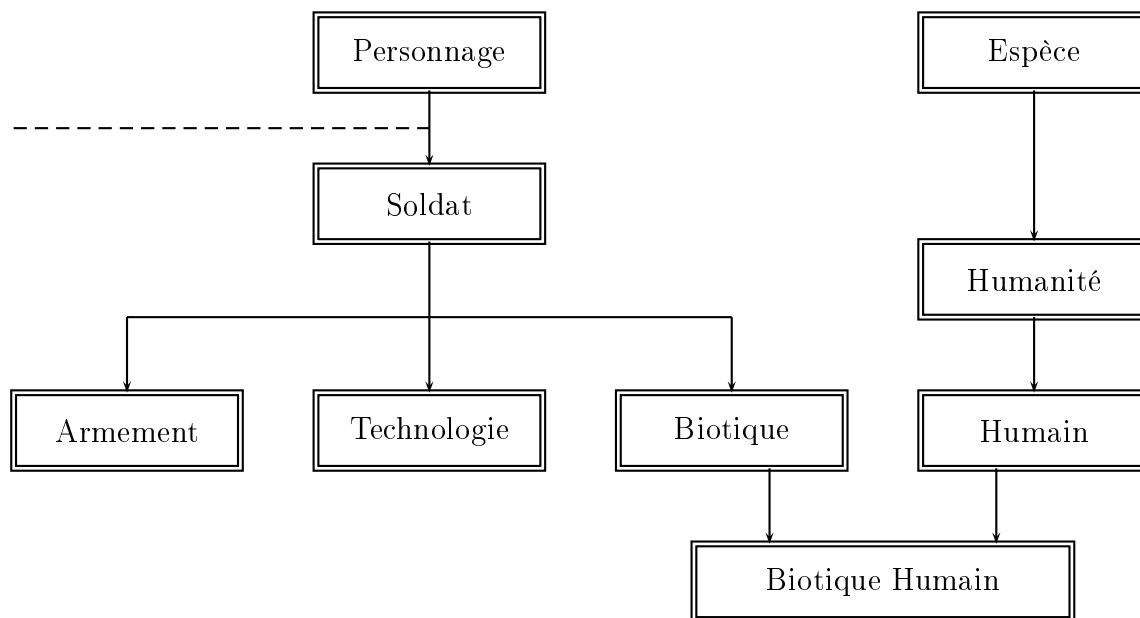 Personnage
Espèce
Soldat
Humanité
Armement
Technologie
Biotique
Humain
Biotique Humain